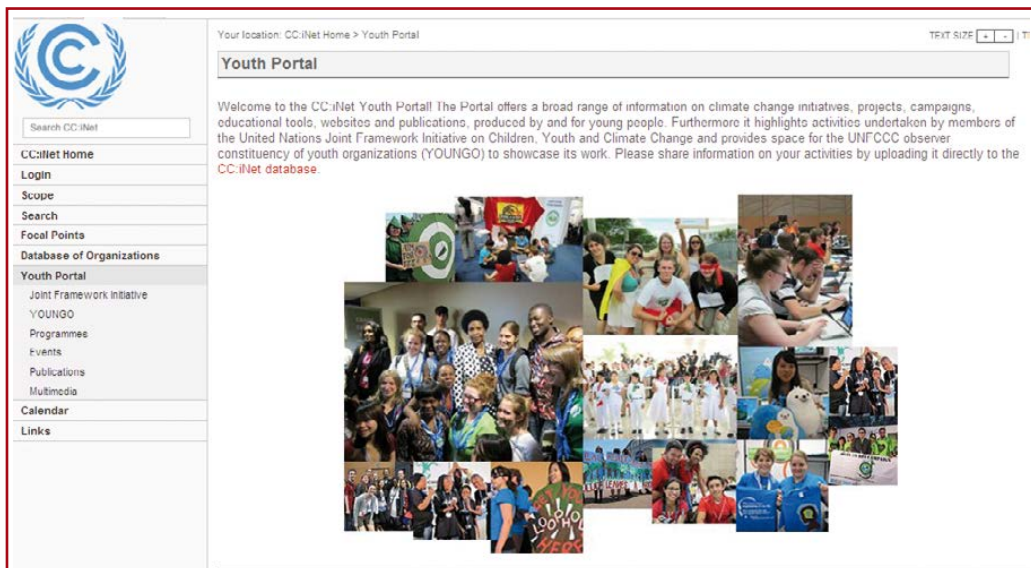 Your location: CC:iNet Home > Youth Portal
TEXT SIZE + - |
Youth Portal
Search CC:iNet
CC:iNet Home
Login
Scope
Search
Focal Points
Database of Organizations
Youth Portal
Joint Framework Initiative
YOUNGO
Programmes
Events
Publications
Multimedia
Calendar
Links
Welcome to the CC:iNet Youth Portal! The Portal offers a broad range of information on climate change initiatives, projects, campaigns,
educational tools, websites and publications, produced by and for young people. Furthermore it highlights activities undertaken by members of
the United Nations Joint Framework Initiative on Children, Youth and Climate Change and provides space for the UNFCCC observer
constituency of youth organizations (YOUNGO) to showcase its work. Please share information on your activities by uploading it directly to the
CC:iNet database.
YOUR
LOOPHOLE
HERE